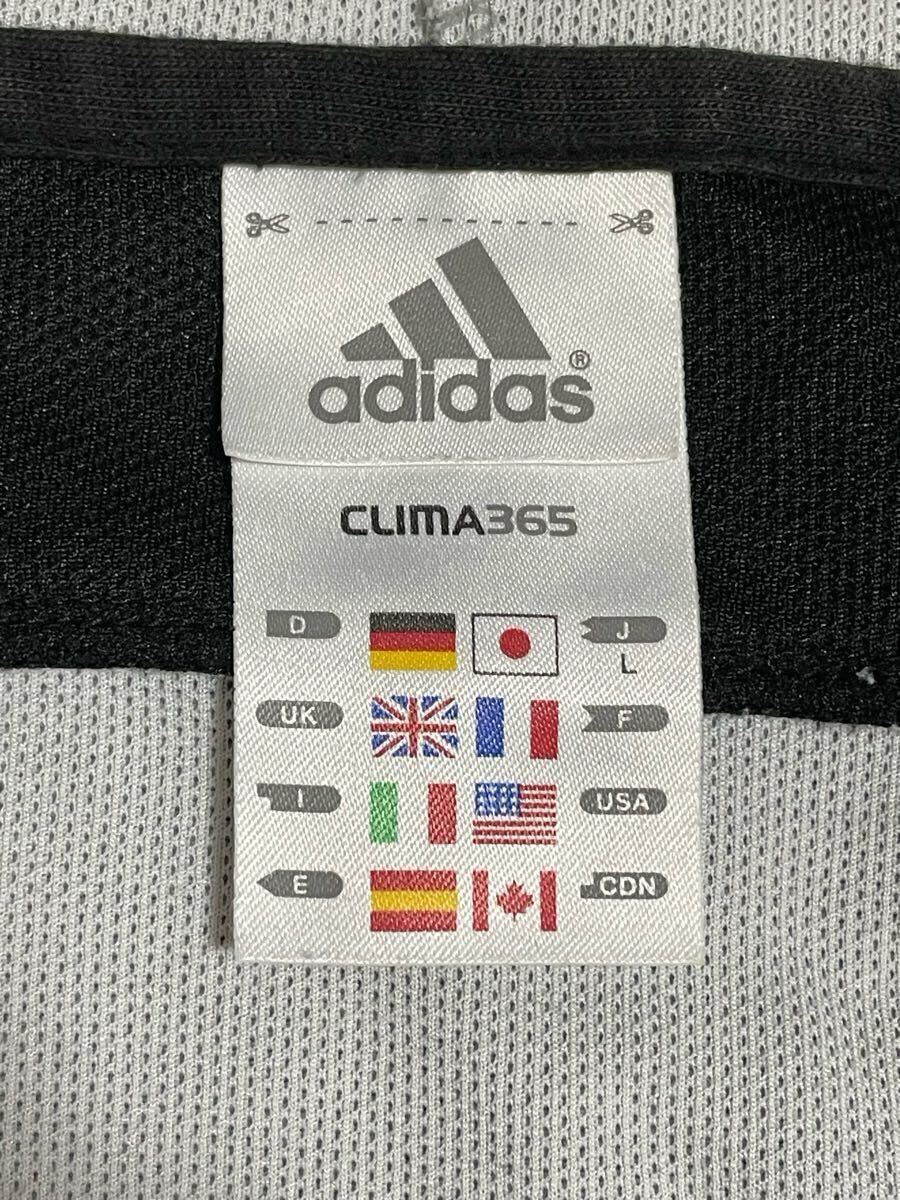 adidas®
CLIMA365
D J
L
UK F
I USA
E CDN